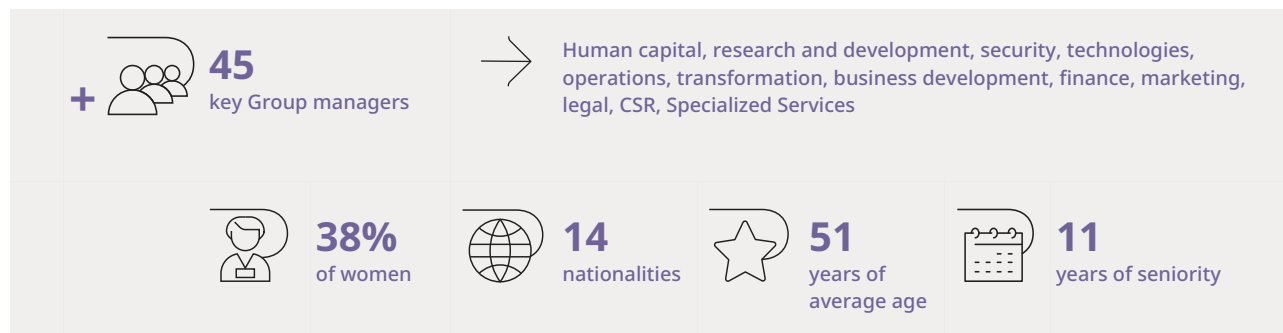 +
45
key Group managers
Human capital, research and development, security, technologies,
operations, transformation, business development, finance, marketing,
legal, CSR, Specialized Services
38%
of women
14
nationalities
51
years of
average age
11
years of seniority